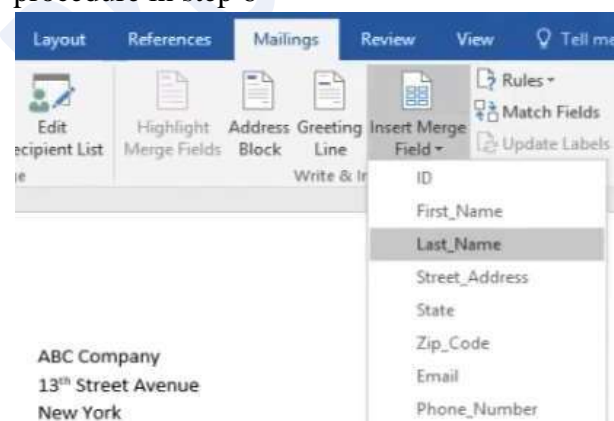 procedure in step 6
Layout References Mailings Review View Tell me
Edit
ecipient List
Highlight
Merge Fields
Address
Block
Greeting
Line
Insert Merge
Field
Rules
Match Fields
Update Labels
Write & In
ID
First_Name
Last_Name
Street_Address
State
Zip_Code
Email
Phone_Number
ABC Company
13th Street Avenue
New York